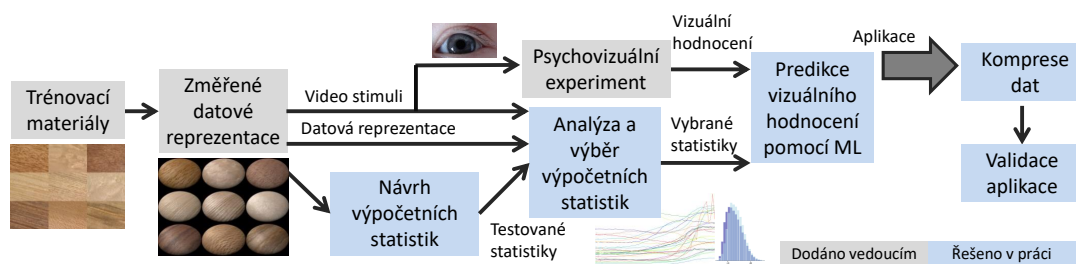 Trénovací
materiály
Změřené
datové
reprezentace
Video stimuli
Datová reprezentace
Návrh
výpočetních
statistik
Testované
statistiky
Psychovizuální
experiment
Analýza a
výběr
výpočetních
statistik
Vizuální
hodnocení
Vybrané
statistiky
Predikce
vizuálního
hodnocení
pomocí ML
Aplikace
Komprese
dat
Validace
aplikace
Dodáno vedoucím
Řešeno v práci